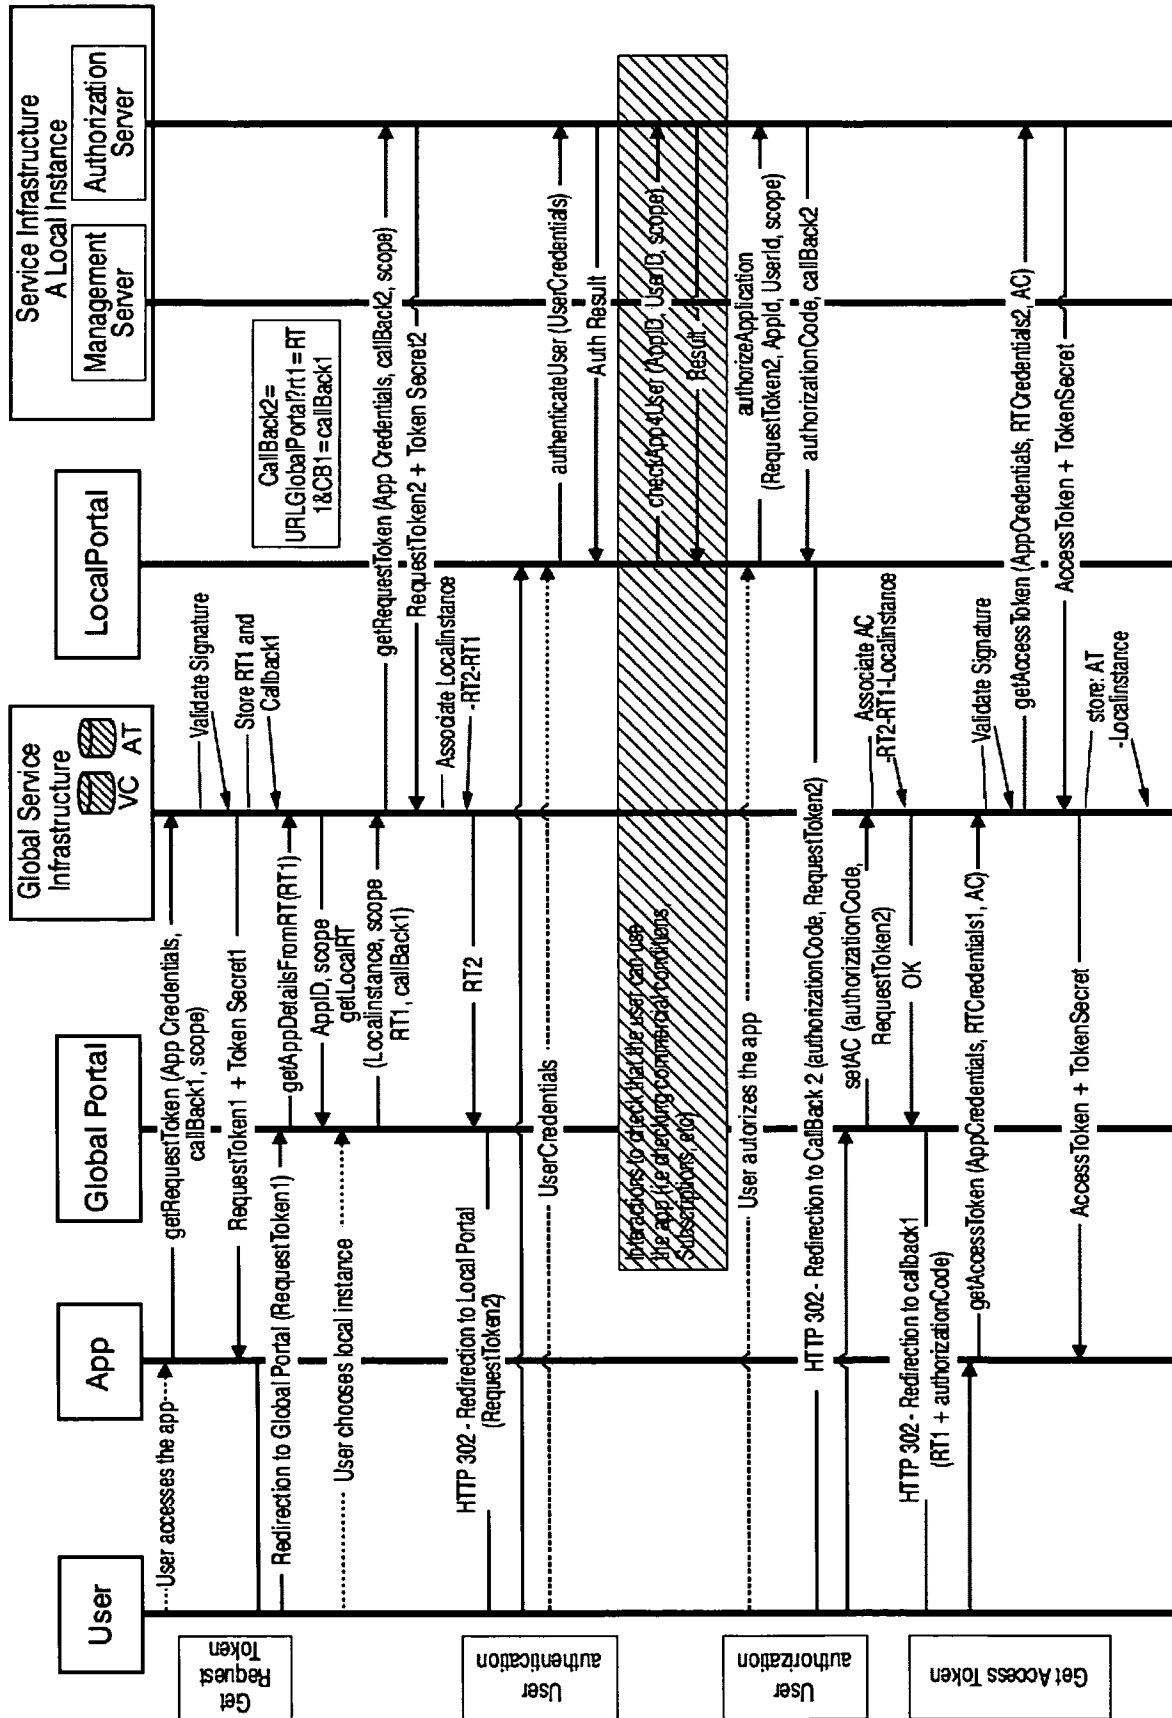 User
App
Global Portal
Global Service
Infrastructure
VC
AT
LocalPortal
Service Infrastructure
A Local Instance
Management
Server
Authorization
Server
Get
Request
Token
User accesses the app
getRequestToken (App Credentials,
callBack1, scope)
Validate Signature
RequestToken1 + Token Secret1
Store RT1 and
Callback1
Redirection to Global Portal (RequestToken1)
getAppDetailsFromRT(RT1)
AppID, scope
User chooses local instance
getLocalRT
(LocalInstance, scope
RT1, callBack1)
CallBack2=
URLGlobalPortal?rt1=RT
1&CB1=callBack1
getRequestToken (App Credentials, callBack2, scope)
RequestToken2 + Token Secret2
Associate LocalInstance
-RT2-RT1
RT2
User
authentication
HTTP 302 - Redirection to Local Portal
(RequestToken2)
UserCredentials
authenticateUser (UserCredentials)
Auth Result
Interactions to check that the user can use
the app (i.e checking commercial conditions,
Subscriptions, etc)
checkApp4User (AppID, UserID, scope)
Result
User
authorization
User autorizes the app
authorizeApplication
(RequestToken2, AppId, UserId, scope)
authorizationCode, callBack2
HTTP 302 - Redirection to CallBack 2 (authorizationCode, RequestToken2)
setAC (authorizationCode,
RequestToken2)
Associate AC
-RT2-RT1-LocalInstance
OK
HTTP 302 - Redirection to callback1
(RT1 + authorizationCode)
Get Access Token
getAccessToken (AppCredentials, RTCredentials1, AC)
Validate Signature
getAccessToken (AppCredentials, RTCredentials2, AC)
AccessToken + TokenSecret
store: AT
-LocalInstance
AccessToken + TokenSecret